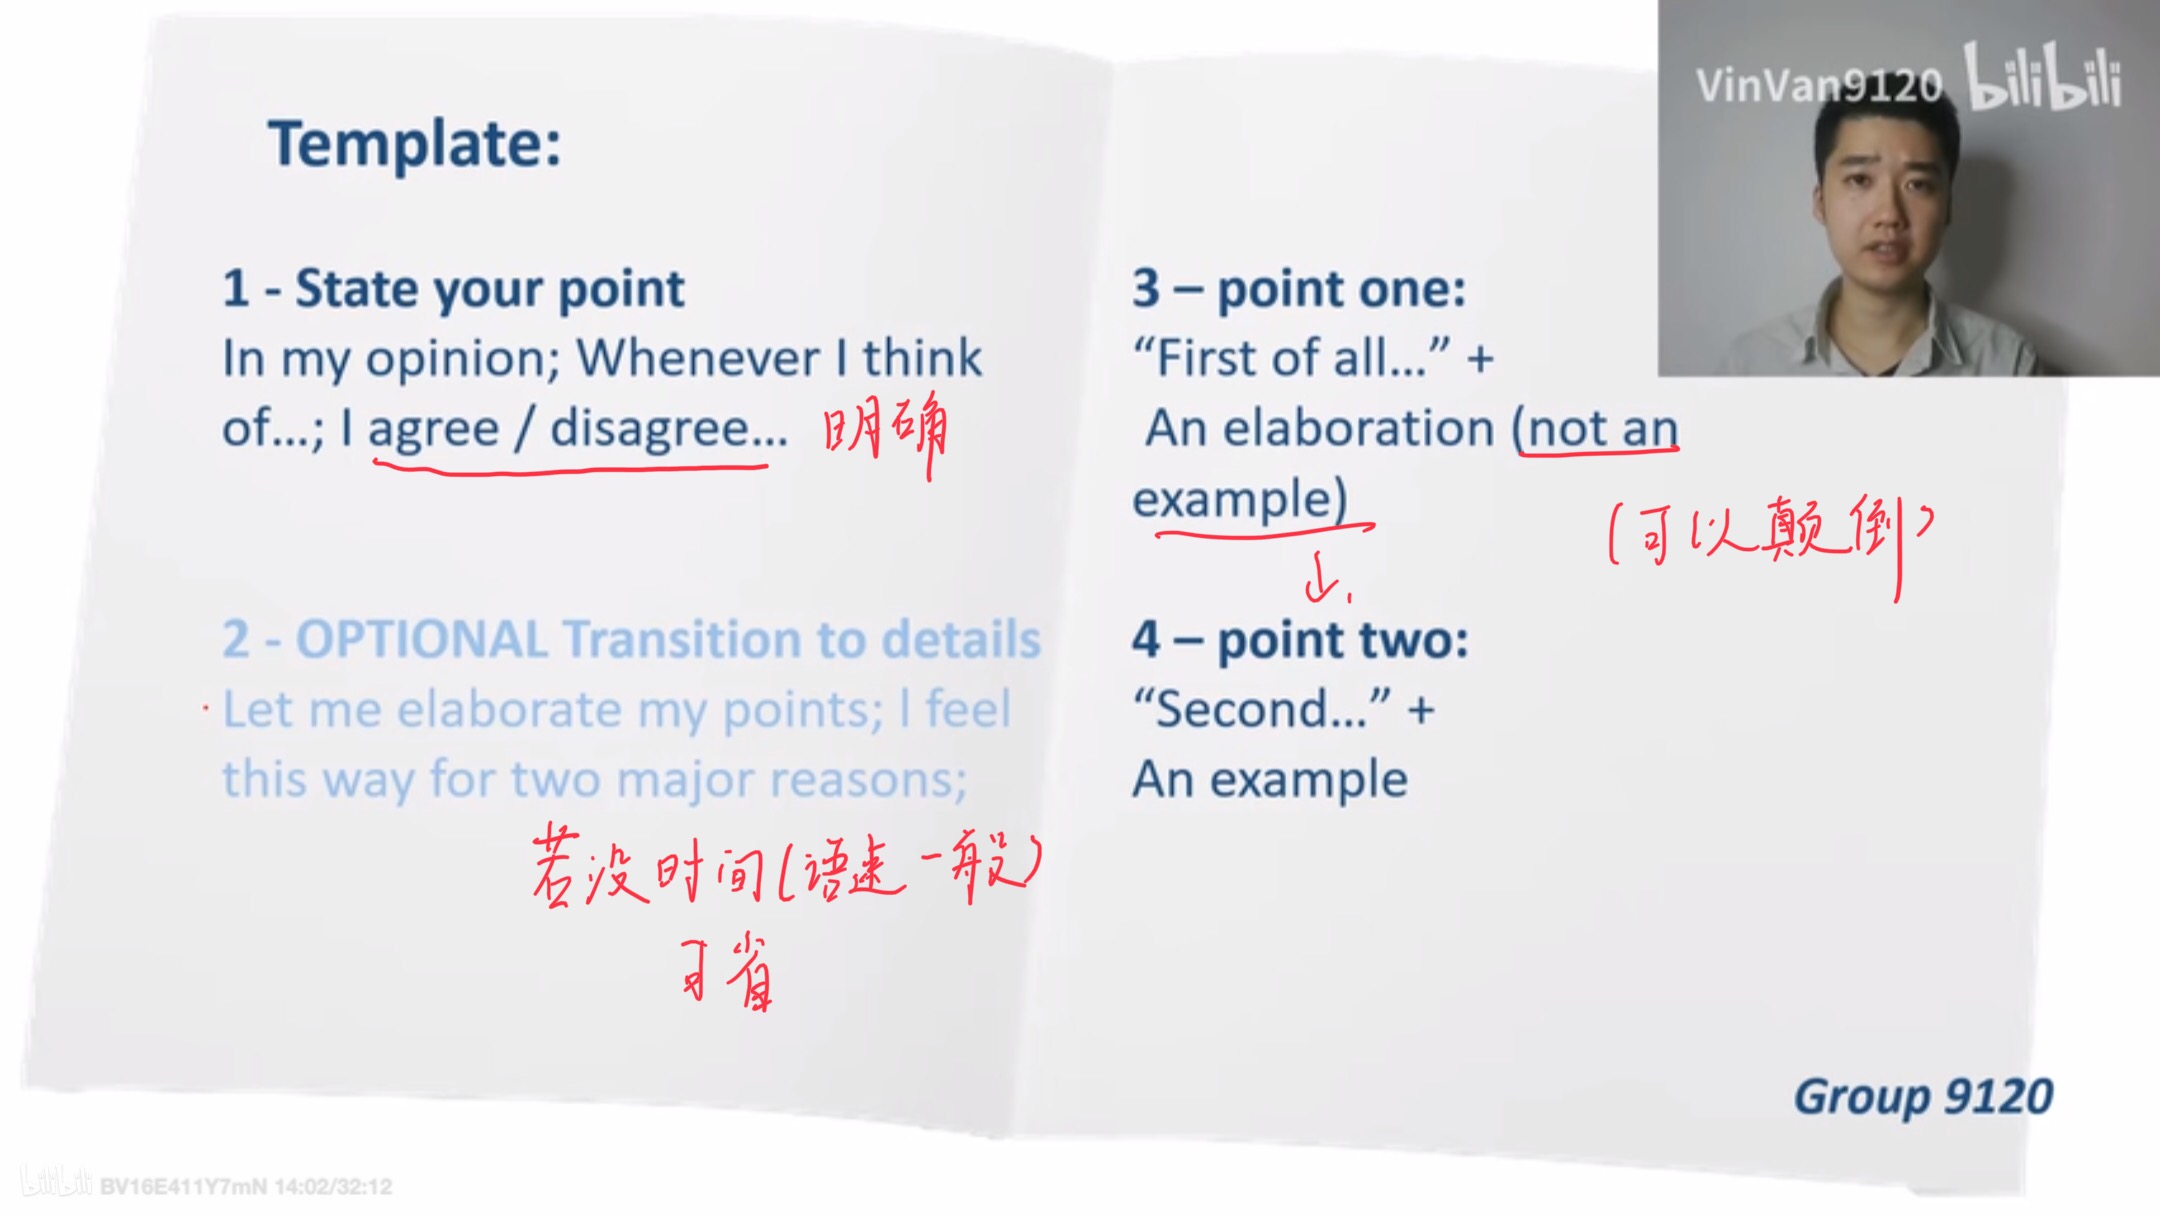 VinVan9120 bilibili
Template:
1 - State your point
In my opinion; Whenever I think
of...; I agree / disagree... 明确
2 - OPTIONAL Transition to details
Let me elaborate my points; I feel
this way for two major reasons;
若没时间(语速一般)
可省
3 – point one:
“First of all...” +
An elaboration (not an
example)
(可以颠倒)
4 – point two:
“Second...” +
An example
Group 9120
bilibili BV16E411Y7mN 14:02/32:12